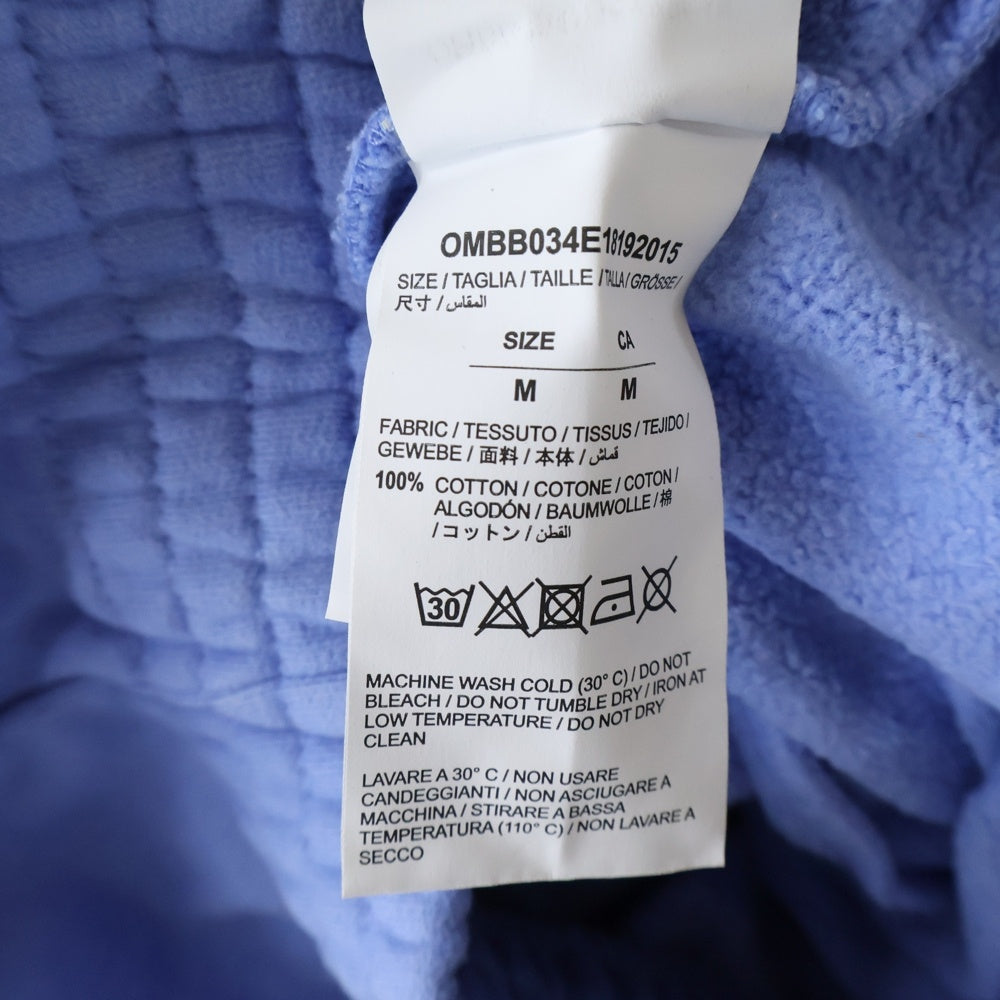 OMBB034E18192015
SIZE / TAGLIA / TAILLE / TALLA / GRÖSSE /
尺寸 / المقاس
SIZE CA
M M
FABRIC / TESSUTO / TISSUS / TEJIDO /
GEWEBE / 面料 / 本体 / قماش
100% COTTON / COTONE / COTON /
ALGODÓN / BAUMWOLLE / 棉
/ コットン / القطن
30
MACHINE WASH COLD (30° C) / DO NOT
BLEACH / DO NOT TUMBLE DRY / IRON AT
LOW TEMPERATURE / DO NOT DRY
CLEAN
LAVARE A 30° C / NON USARE
CANDEGGIANTI / NON ASCIUGARE A
MACCHINA / STIRARE A BASSA
TEMPERATURA (110° C) / NON LAVARE A
SECCO